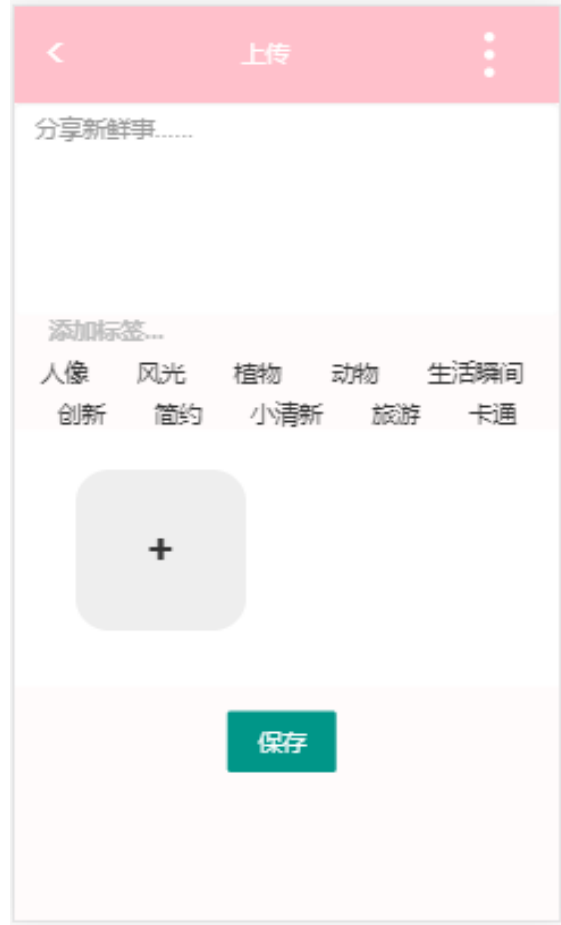 <
上传
分享新鲜事......
添加标签...
人像 风光 植物 动物 生活瞬间
创新 简约 小清新 旅游 卡通
+
保存